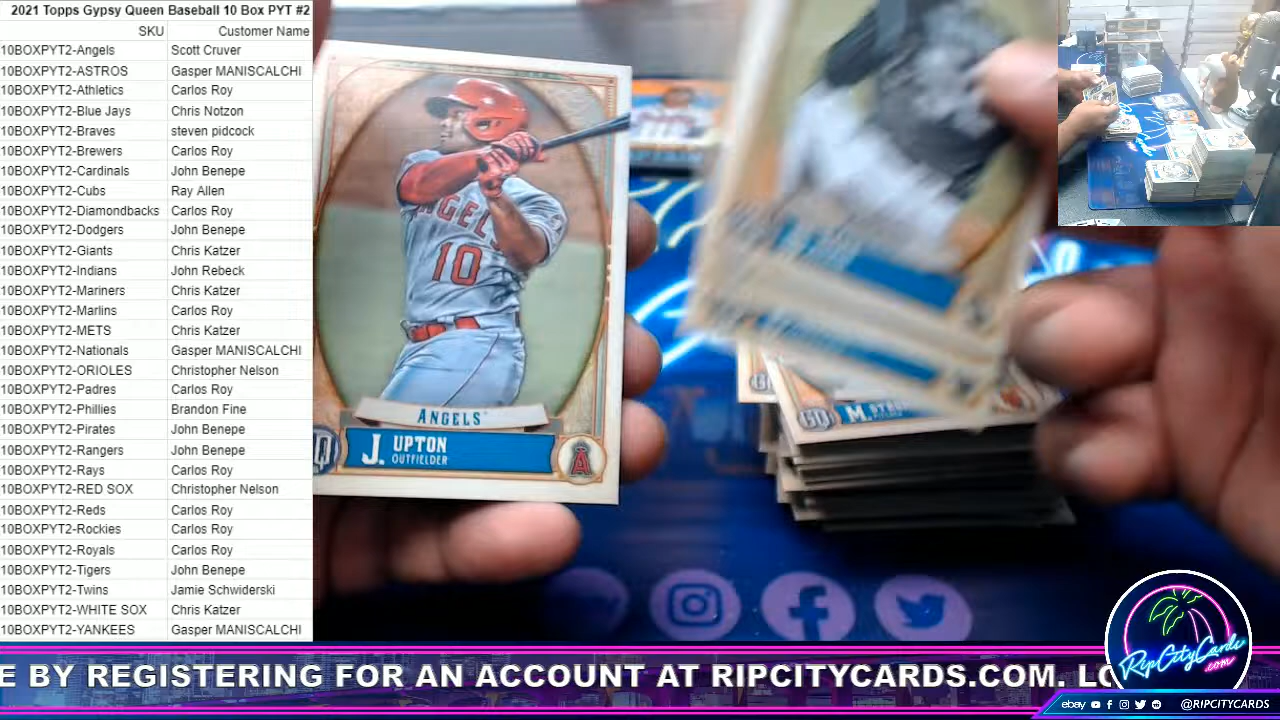 2021 Topps Gypsy Queen Baseball 10 Box PYT #2
SKU Customer Name
10BOXPYT2-Angels Scott Cruver
10BOXPYT2-ASTROS Gasper MANISCALCHI
10BOXPYT2-Athletics Carlos Roy
10BOXPYT2-Blue Jays Chris Notzon
10BOXPYT2-Braves steven pidcock
10BOXPYT2-Brewers Carlos Roy
10BOXPYT2-Cardinals John Benepe
10BOXPYT2-Cubs Ray Allen
10BOXPYT2-Diamondbacks Carlos Roy
10BOXPYT2-Dodgers John Benepe
10BOXPYT2-Giants Chris Katzer
10BOXPYT2-Indians John Rebeck
10BOXPYT2-Mariners Chris Katzer
10BOXPYT2-Marlins Carlos Roy
10BOXPYT2-METS Chris Katzer
10BOXPYT2-Nationals Gasper MANISCALCHI
10BOXPYT2-ORIOLES Christopher Nelson
10BOXPYT2-Padres Carlos Roy
10BOXPYT2-Phillies Brandon Fine
10BOXPYT2-Pirates John Benepe
10BOXPYT2-Rangers John Benepe
10BOXPYT2-Rays Carlos Roy
10BOXPYT2-RED SOX Christopher Nelson
10BOXPYT2-Reds Carlos Roy
10BOXPYT2-Rockies Carlos Roy
10BOXPYT2-Royals Carlos Roy
10BOXPYT2-Tigers John Benepe
10BOXPYT2-Twins Jamie Schwiderski
10BOXPYT2-WHITE SOX Chris Katzer
10BOXPYT2-YANKEES Gasper MANISCALCHI
ANGELS
10
ANGELS
J. UPTON
OUTFIELDER
A
GQ M.
E BY REGISTERING FOR AN ACCOUNT AT RIPCITYCARDS.COM. LO
RipCityCards
.com
ebay @RIPCITYCARDS